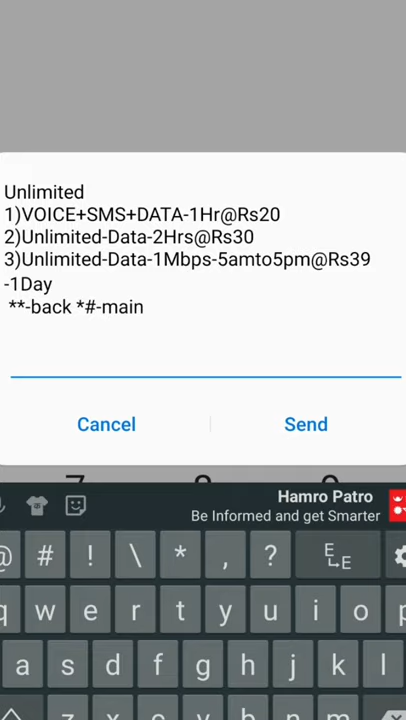 Unlimited
1)VOICE+SMS+DATA-1Hr@Rs20
2)Unlimited-Data-2Hrs@Rs30
3)Unlimited-Data-1Mbps-5amto5pm@Rs39
-1Day
**-back *#-main
Cancel Send
Hamro Patro
Be Informed and get Smarter
@ # ! \ * , ? E E
q w e r t y u i o p
a s d f g h j k l
z x c v b n m